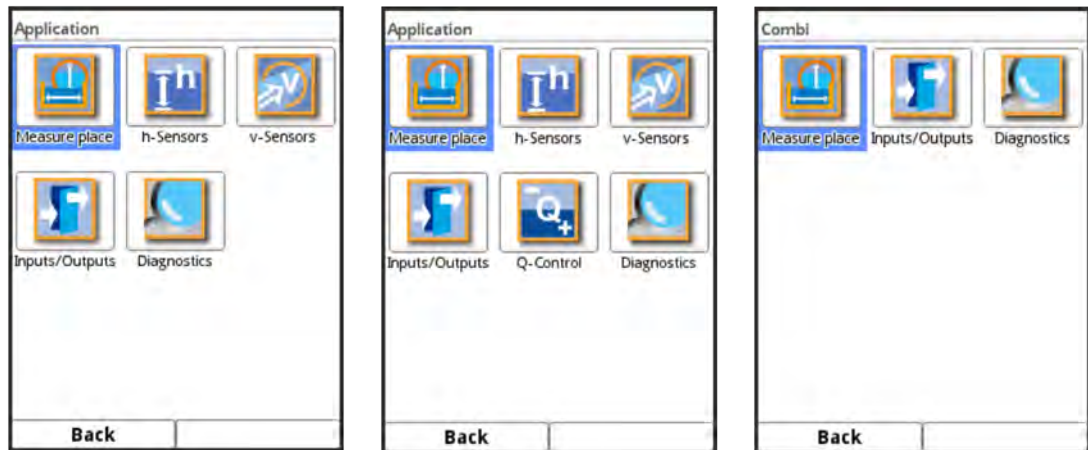 Application
h
v
Measure place h-Sensors v-Sensors
Q
Inputs/Outputs Diagnostics
Back
Application
h
v
Measure place h-Sensors v-Sensors
- Q +
Inputs/Outputs Q-Control Diagnostics
Back
Combi
Measure place Inputs/Outputs Diagnostics
Back